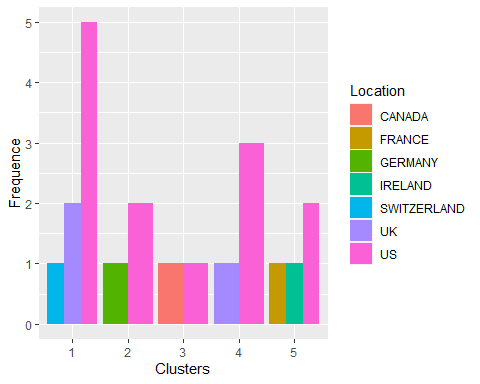 5
4
3
2
1
0
Frequence
1 2 3 4 5
Clusters
Location
CANADA
FRANCE
GERMANY
IRELAND
SWITZERLAND
UK
US